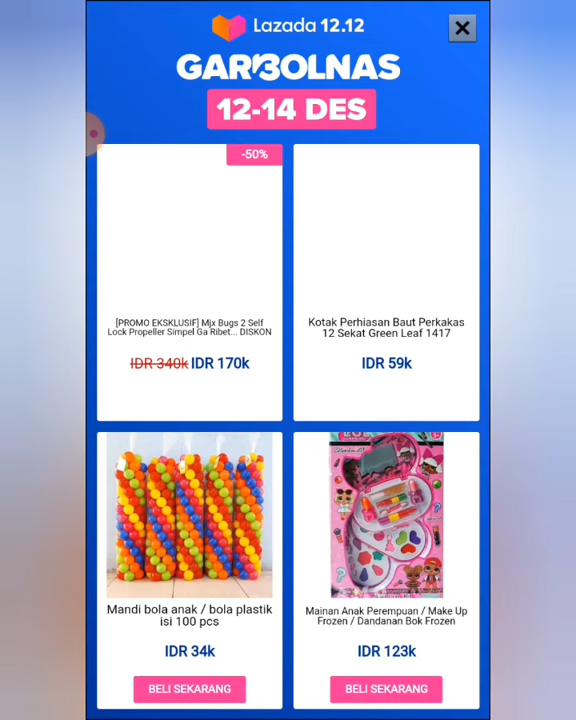 Lazada 12.12
GARBOLNAS
12-14 DES
-50%
[PROMO EKSKLUSIF] Mjx Bugs 2 Self
Lock Propeller Simpel Ga Ribet... DISKON
IDR 340k IDR 170k
Kotak Perhiasan Baut Perkakas
12 Sekat Green Leaf 1417
IDR 59k
Mandi bola anak / bola plastik
isi 100 pcs
IDR 34k
BELI SEKARANG
Mainan Anak Perempuan / Make Up
Frozen / Dandanan Bok Frozen
IDR 123k
BELI SEKARANG